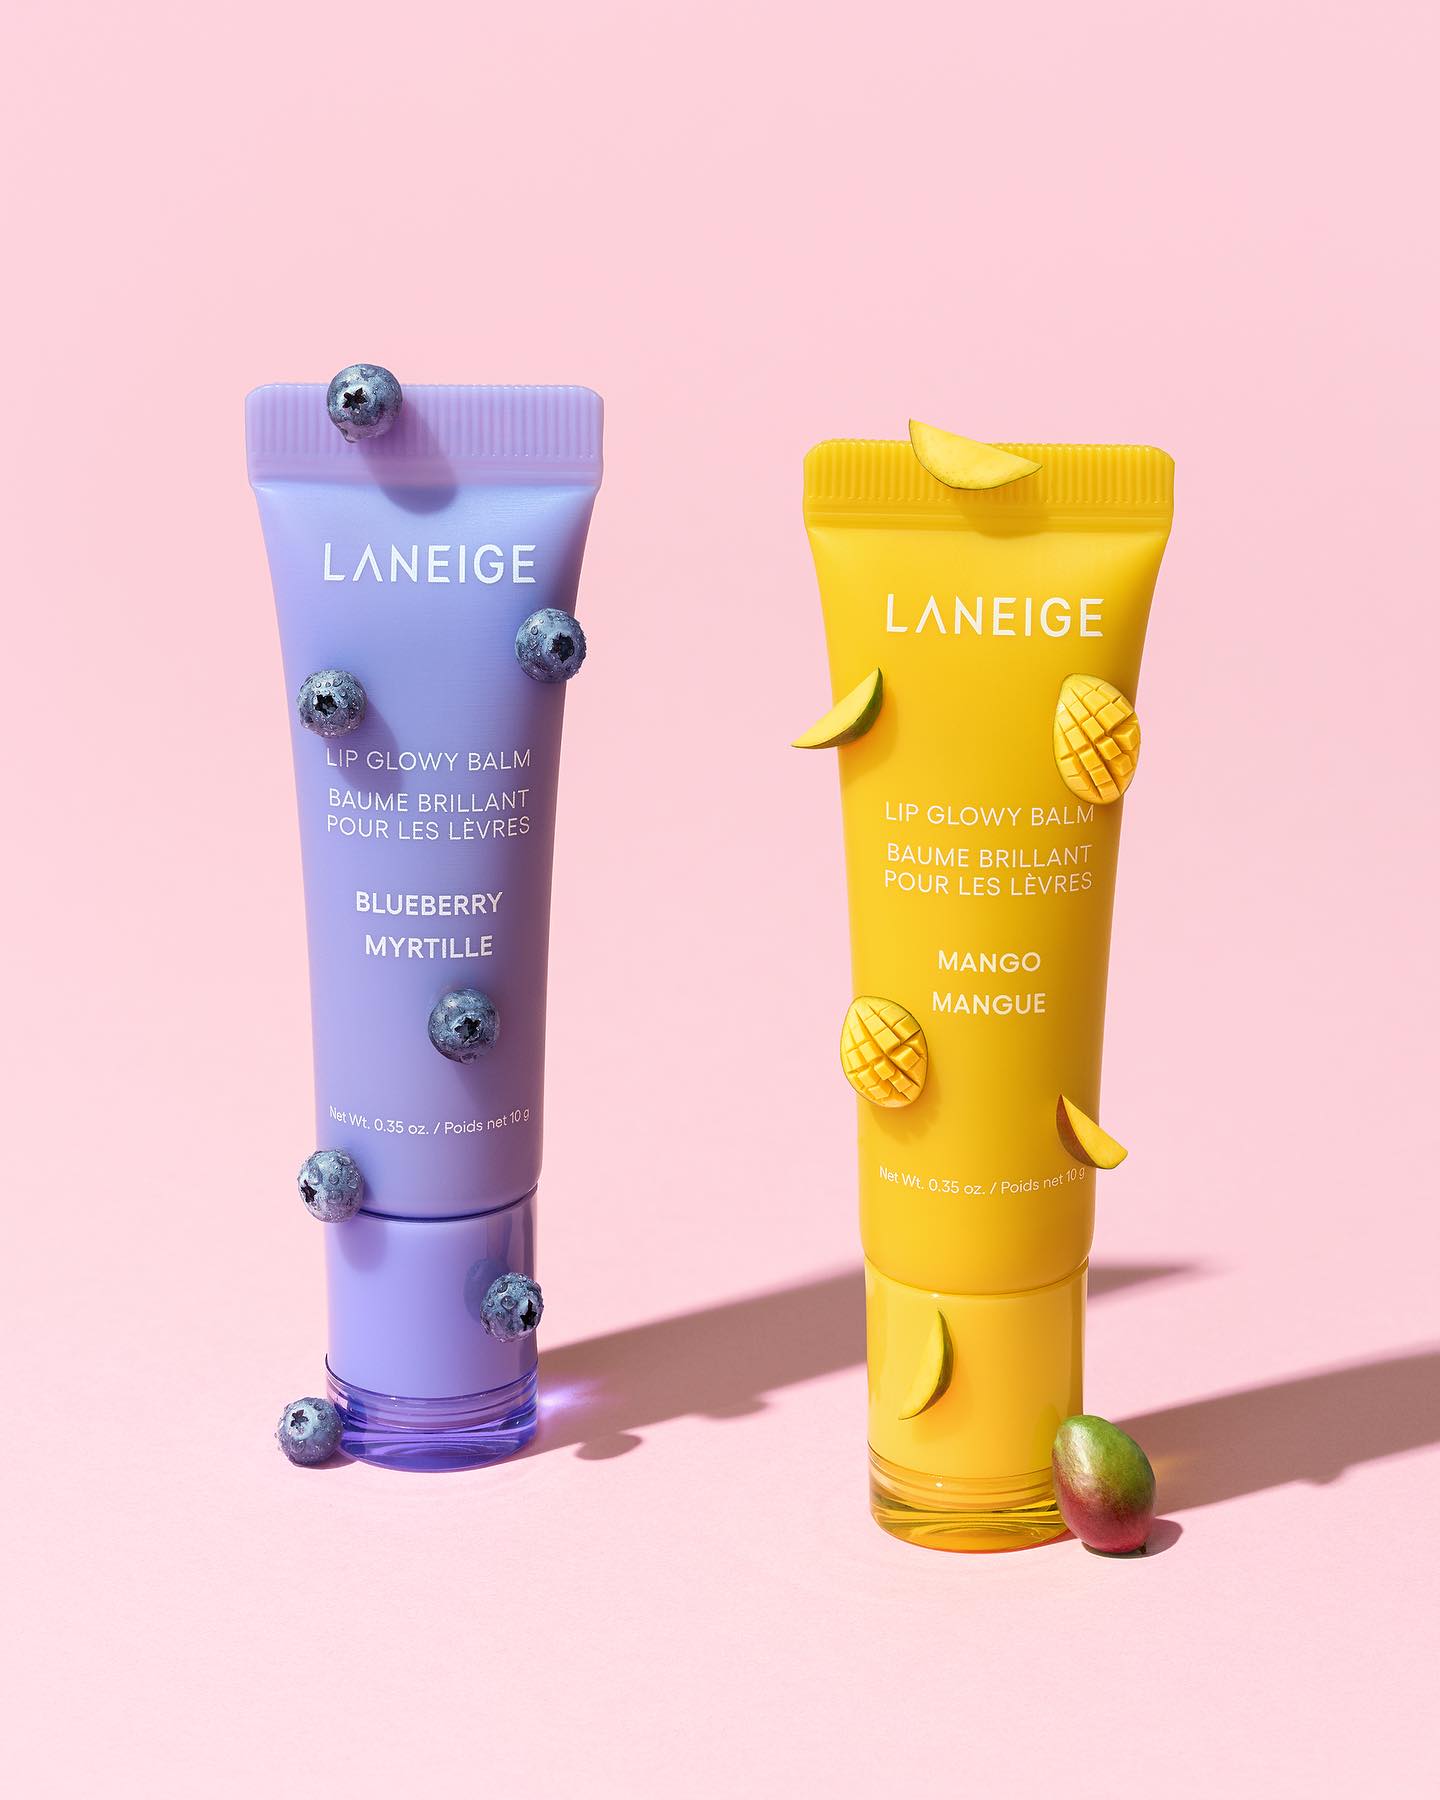 LANEIGE
LIP GLOWY BALM
BAUME BRILLANT
POUR LES LÈVRES
BLUEBERRY
MYRTILLE
Net Wt. 0.35 oz. / Poids net 10 g
LANEIGE
LIP GLOWY BALM
BAUME BRILLANT
POUR LES LÈVRES
MANGO
MANGUE
Net Wt. 0.35 oz. / Poids net 10 g